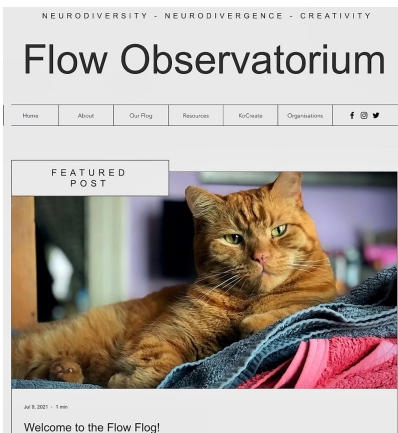 NEURODIVERSITY - NEURODIVERGENCE - CREATIVITY
Flow Observatorium
Home
About
Our Flog
Resources
KoCreate
Organisations
FEATURED
POST
Jul 9, 2021 - 1 min
Welcome to the Flow Flog!